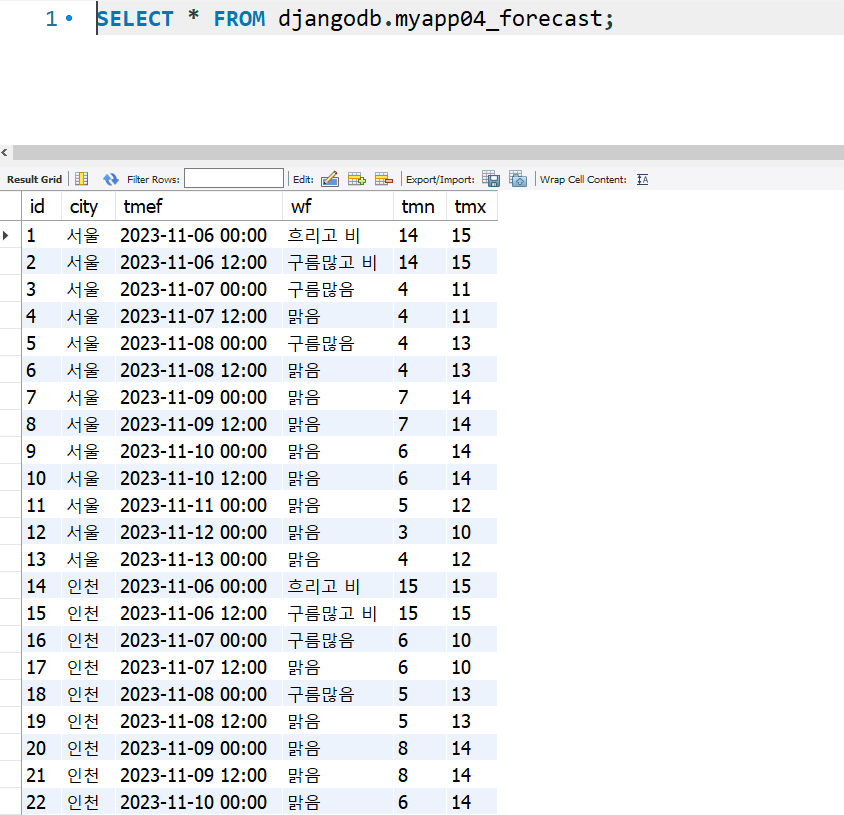 1 SELECT * FROM djangodb.myapp04_forecast;
Result Grid Filter Rows: Edit: Export/Import: Wrap Cell Content:
id city tmef wf tmn tmx
1 서울 2023-11-06 00:00 흐리고 비 14 15
2 서울 2023-11-06 12:00 구름많고 비 14 15
3 서울 2023-11-07 00:00 구름많음 4 11
4 서울 2023-11-07 12:00 맑음 4 11
5 서울 2023-11-08 00:00 구름많음 4 13
6 서울 2023-11-08 12:00 맑음 4 13
7 서울 2023-11-09 00:00 맑음 7 14
8 서울 2023-11-09 12:00 맑음 7 14
9 서울 2023-11-10 00:00 맑음 6 14
10 서울 2023-11-10 12:00 맑음 6 14
11 서울 2023-11-11 00:00 맑음 5 12
12 서울 2023-11-12 00:00 맑음 3 10
13 서울 2023-11-13 00:00 맑음 4 12
14 인천 2023-11-06 00:00 흐리고 비 15 15
15 인천 2023-11-06 12:00 구름많고 비 15 15
16 인천 2023-11-07 00:00 구름많음 6 10
17 인천 2023-11-07 12:00 맑음 6 10
18 인천 2023-11-08 00:00 구름많음 5 13
19 인천 2023-11-08 12:00 맑음 5 13
20 인천 2023-11-09 00:00 맑음 8 14
21 인천 2023-11-09 12:00 맑음 8 14
22 인천 2023-11-10 00:00 맑음 6 14